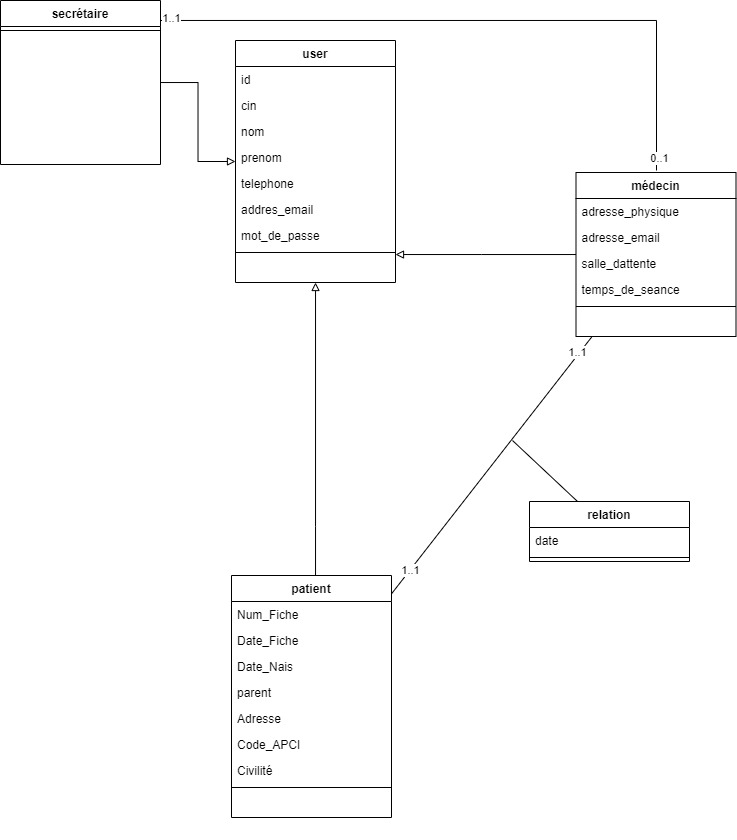 secrétaire
1..1
user
id
cin
nom
prenom
telephone
addres_email
mot_de_passe
0..1
médecin
adresse_physique
adresse_email
salle_dattente
temps_de_seance
1..1
relation
date
1..1
patient
Num_Fiche
Date_Fiche
Date_Nais
parent
Adresse
Code_APCI
Civilité